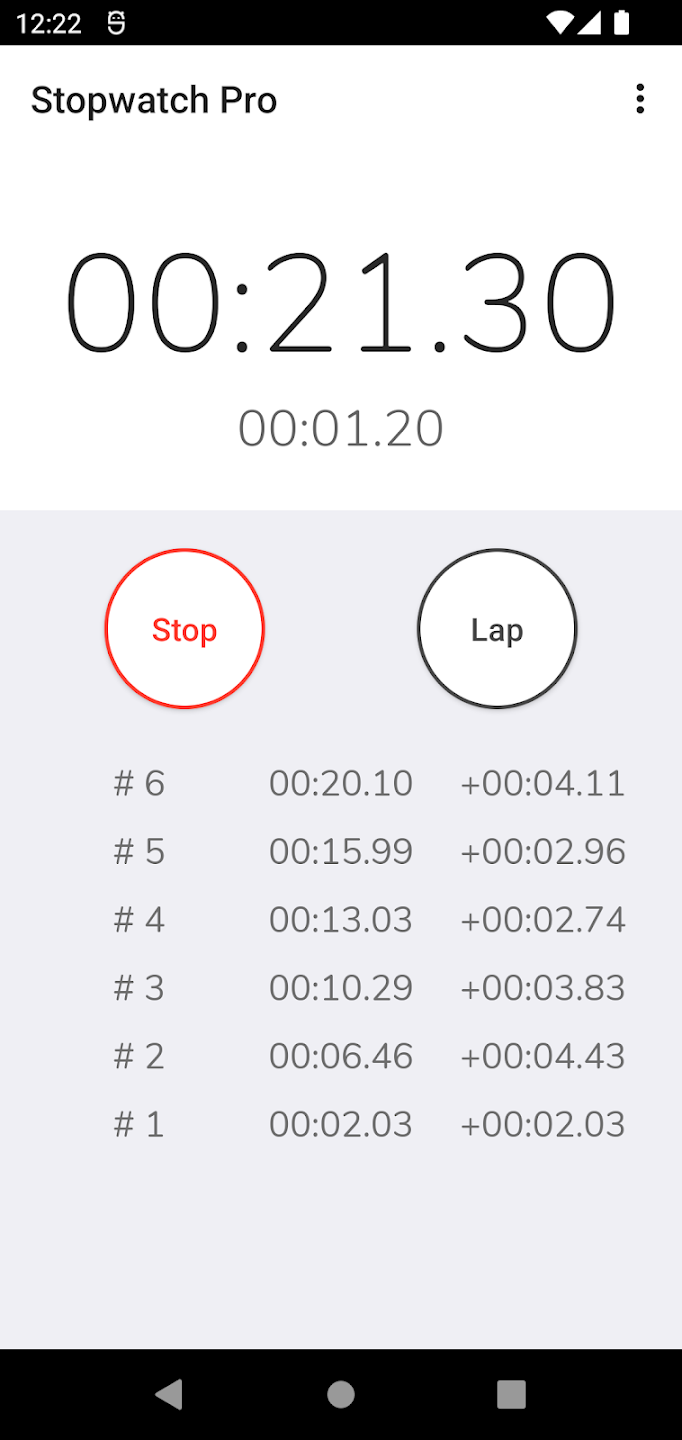 12:22
Stopwatch Pro
00:21.30
00:01.20
Stop Lap
# 6 00:20.10 +00:04.11
# 5 00:15.99 +00:02.96
# 4 00:13.03 +00:02.74
# 3 00:10.29 +00:03.83
# 2 00:06.46 +00:04.43
# 1 00:02.03 +00:02.03